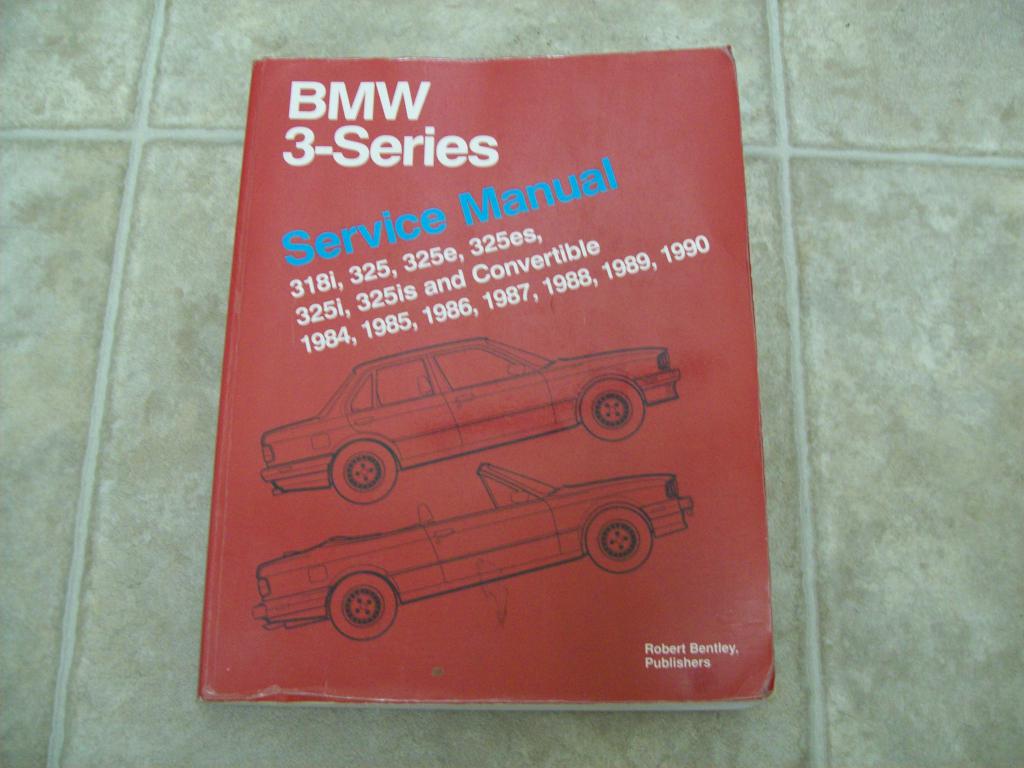 BMW
3-Series
Service Manual
318i, 325, 325e, 325es,
325i, 325is and Convertible
1984, 1985, 1986, 1987, 1988, 1989, 1990
Robert Bentley,
Publishers